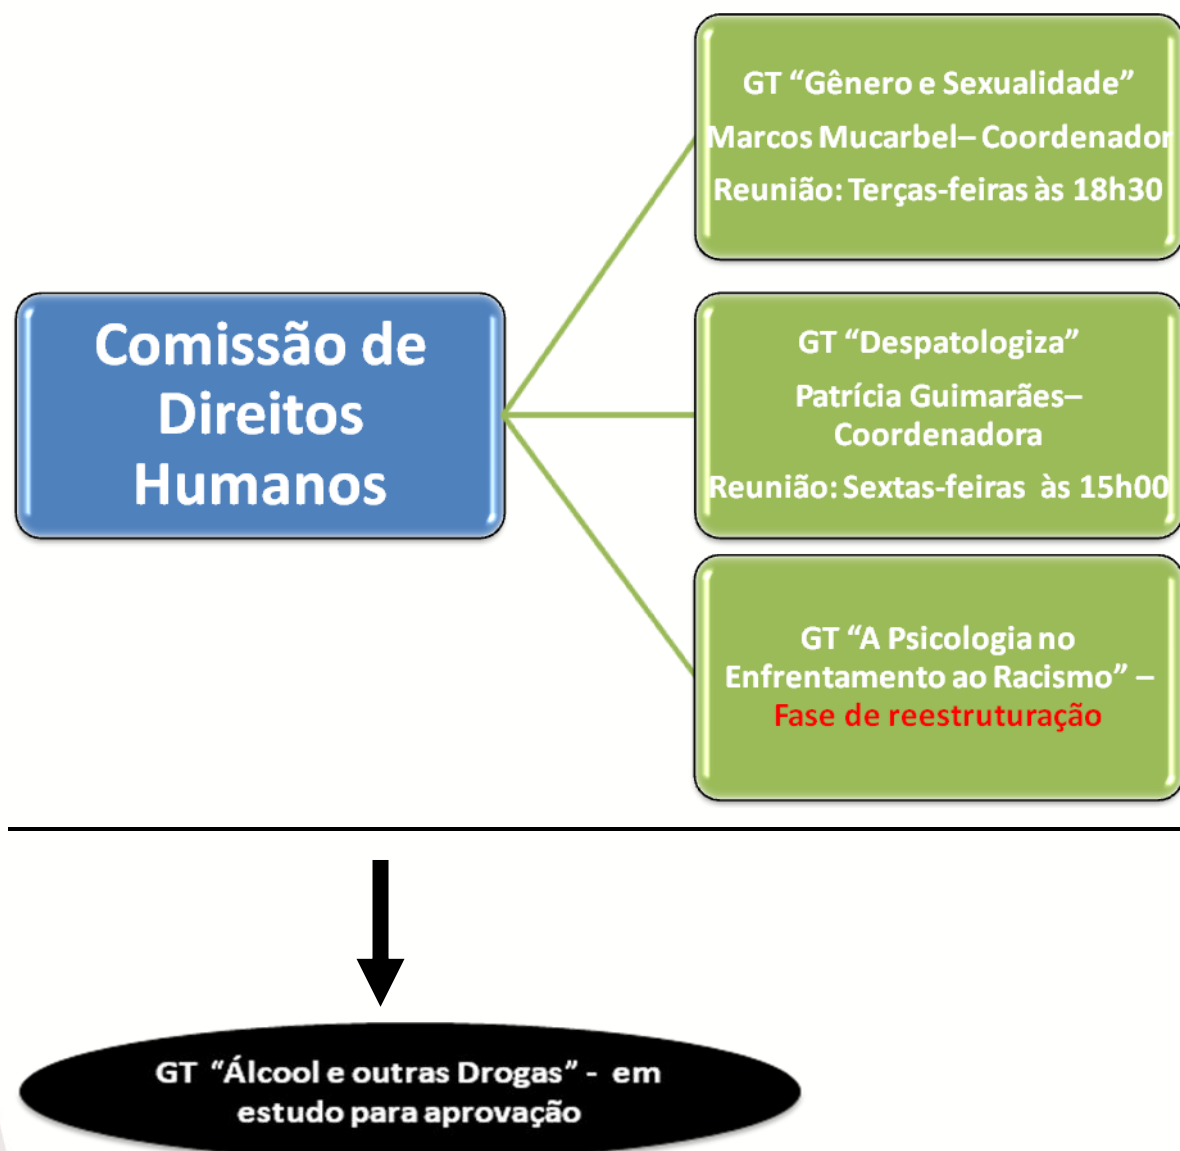 GT “Gênero e Sexualidade”
Marcos Mucarbel– Coordenador
Reunião: Terças-feiras às 18h30
Comissão de
Direitos
Humanos
GT “Despatologiza”
Patrícia Guimarães–
Coordenadora
Reunião: Sextas-feiras às 15h00
GT “A Psicologia no
Enfrentamento ao Racismo” –
Fase de reestruturação
GT “Álcool e outras Drogas” - em
estudo para aprovação